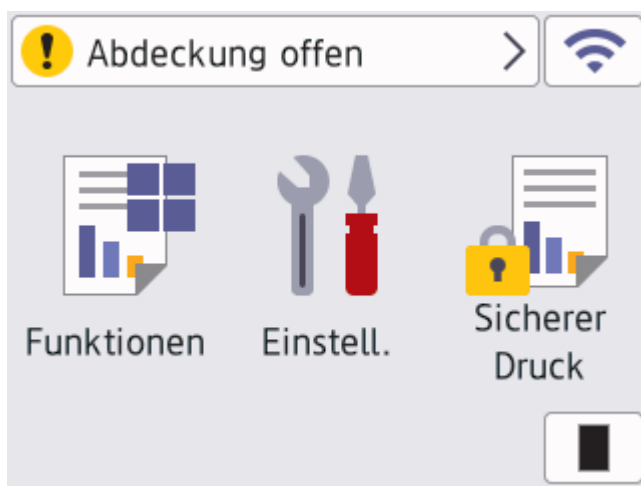 Abdeckung offen
Funktionen
Einstell.
Sicherer
Druck